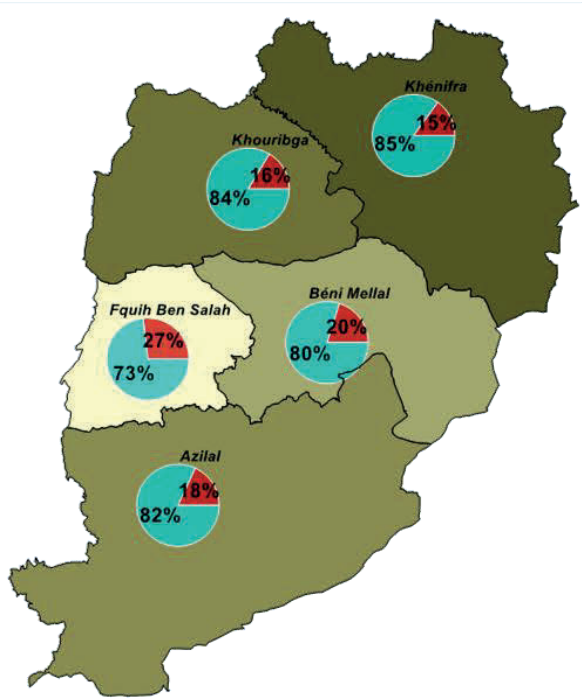 Khénifra
15%
85%
Khouribga
16%
84%
Béni Mellal
20%
80%
Fquih Ben Salah
27%
73%
Azilal
18%
82%